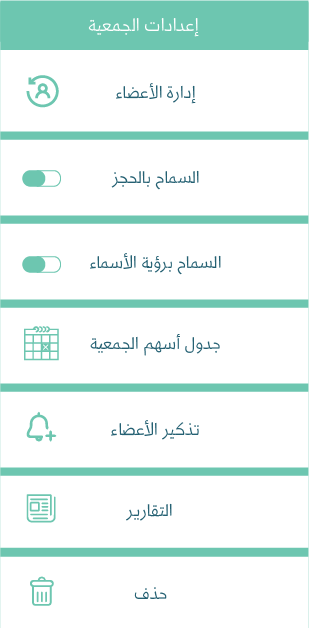 إعدادات الجمعية
إدارة الأعضاء
السماح بالحجز
السماح برؤية الأسماء
جدول أسهم الجمعية
تذكير الأعضاء
التقارير
حذف